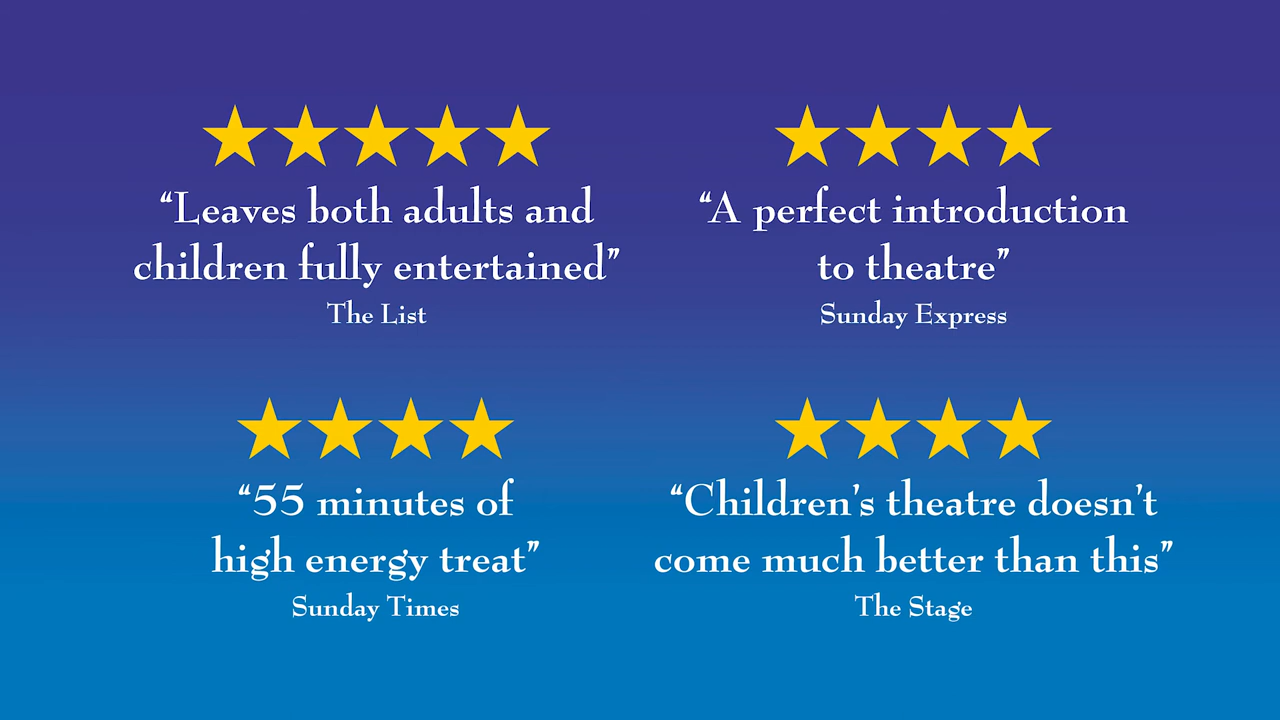 “Leaves both adults and
children fully entertained”
The List
“A perfect introduction
to theatre”
Sunday Express
“55 minutes of
high energy treat”
Sunday Times
“Children’s theatre doesn’t
come much better than this”
The Stage